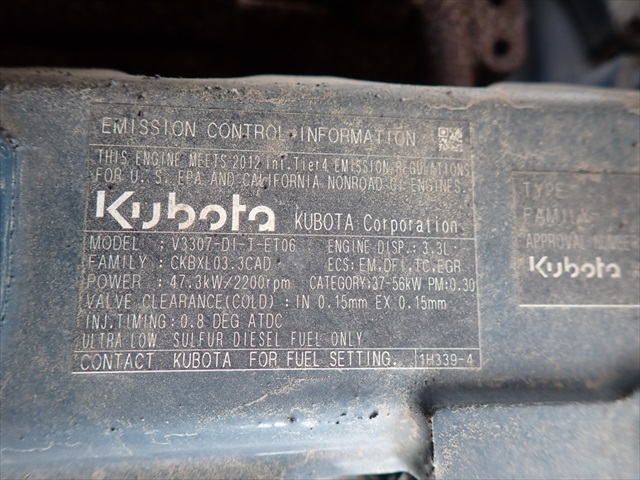 EMISSION CONTROL INFORMATION
THIS ENGINE MEETS 2012 Int.Tier4 EMISSION REGULATIONS
FOR U. S. EPA AND CALIFORNIA NONROAD CI ENGINES.
Kubota KUBOTA Corporation
MODEL : V3307-DI-T-ET06 ENGINE DISP.: 3.3L
FAMILY : CKBXL03.3CAD ECS: EM,DFI,TC,EGR
POWER : 47.3kW/2200rpm CATEGORY:37-56kW PM:0.30
VALVE CLEARANCE(COLD) : IN 0.15mm EX 0.15mm
INJ.TIMING: 0.8 DEG ATDC
ULTRA LOW SULFUR DIESEL FUEL ONLY
CONTACT KUBOTA FOR FUEL SETTING. 1H339-4
TYPE
FAMILY
APPROVAL NUMBER
Kubota